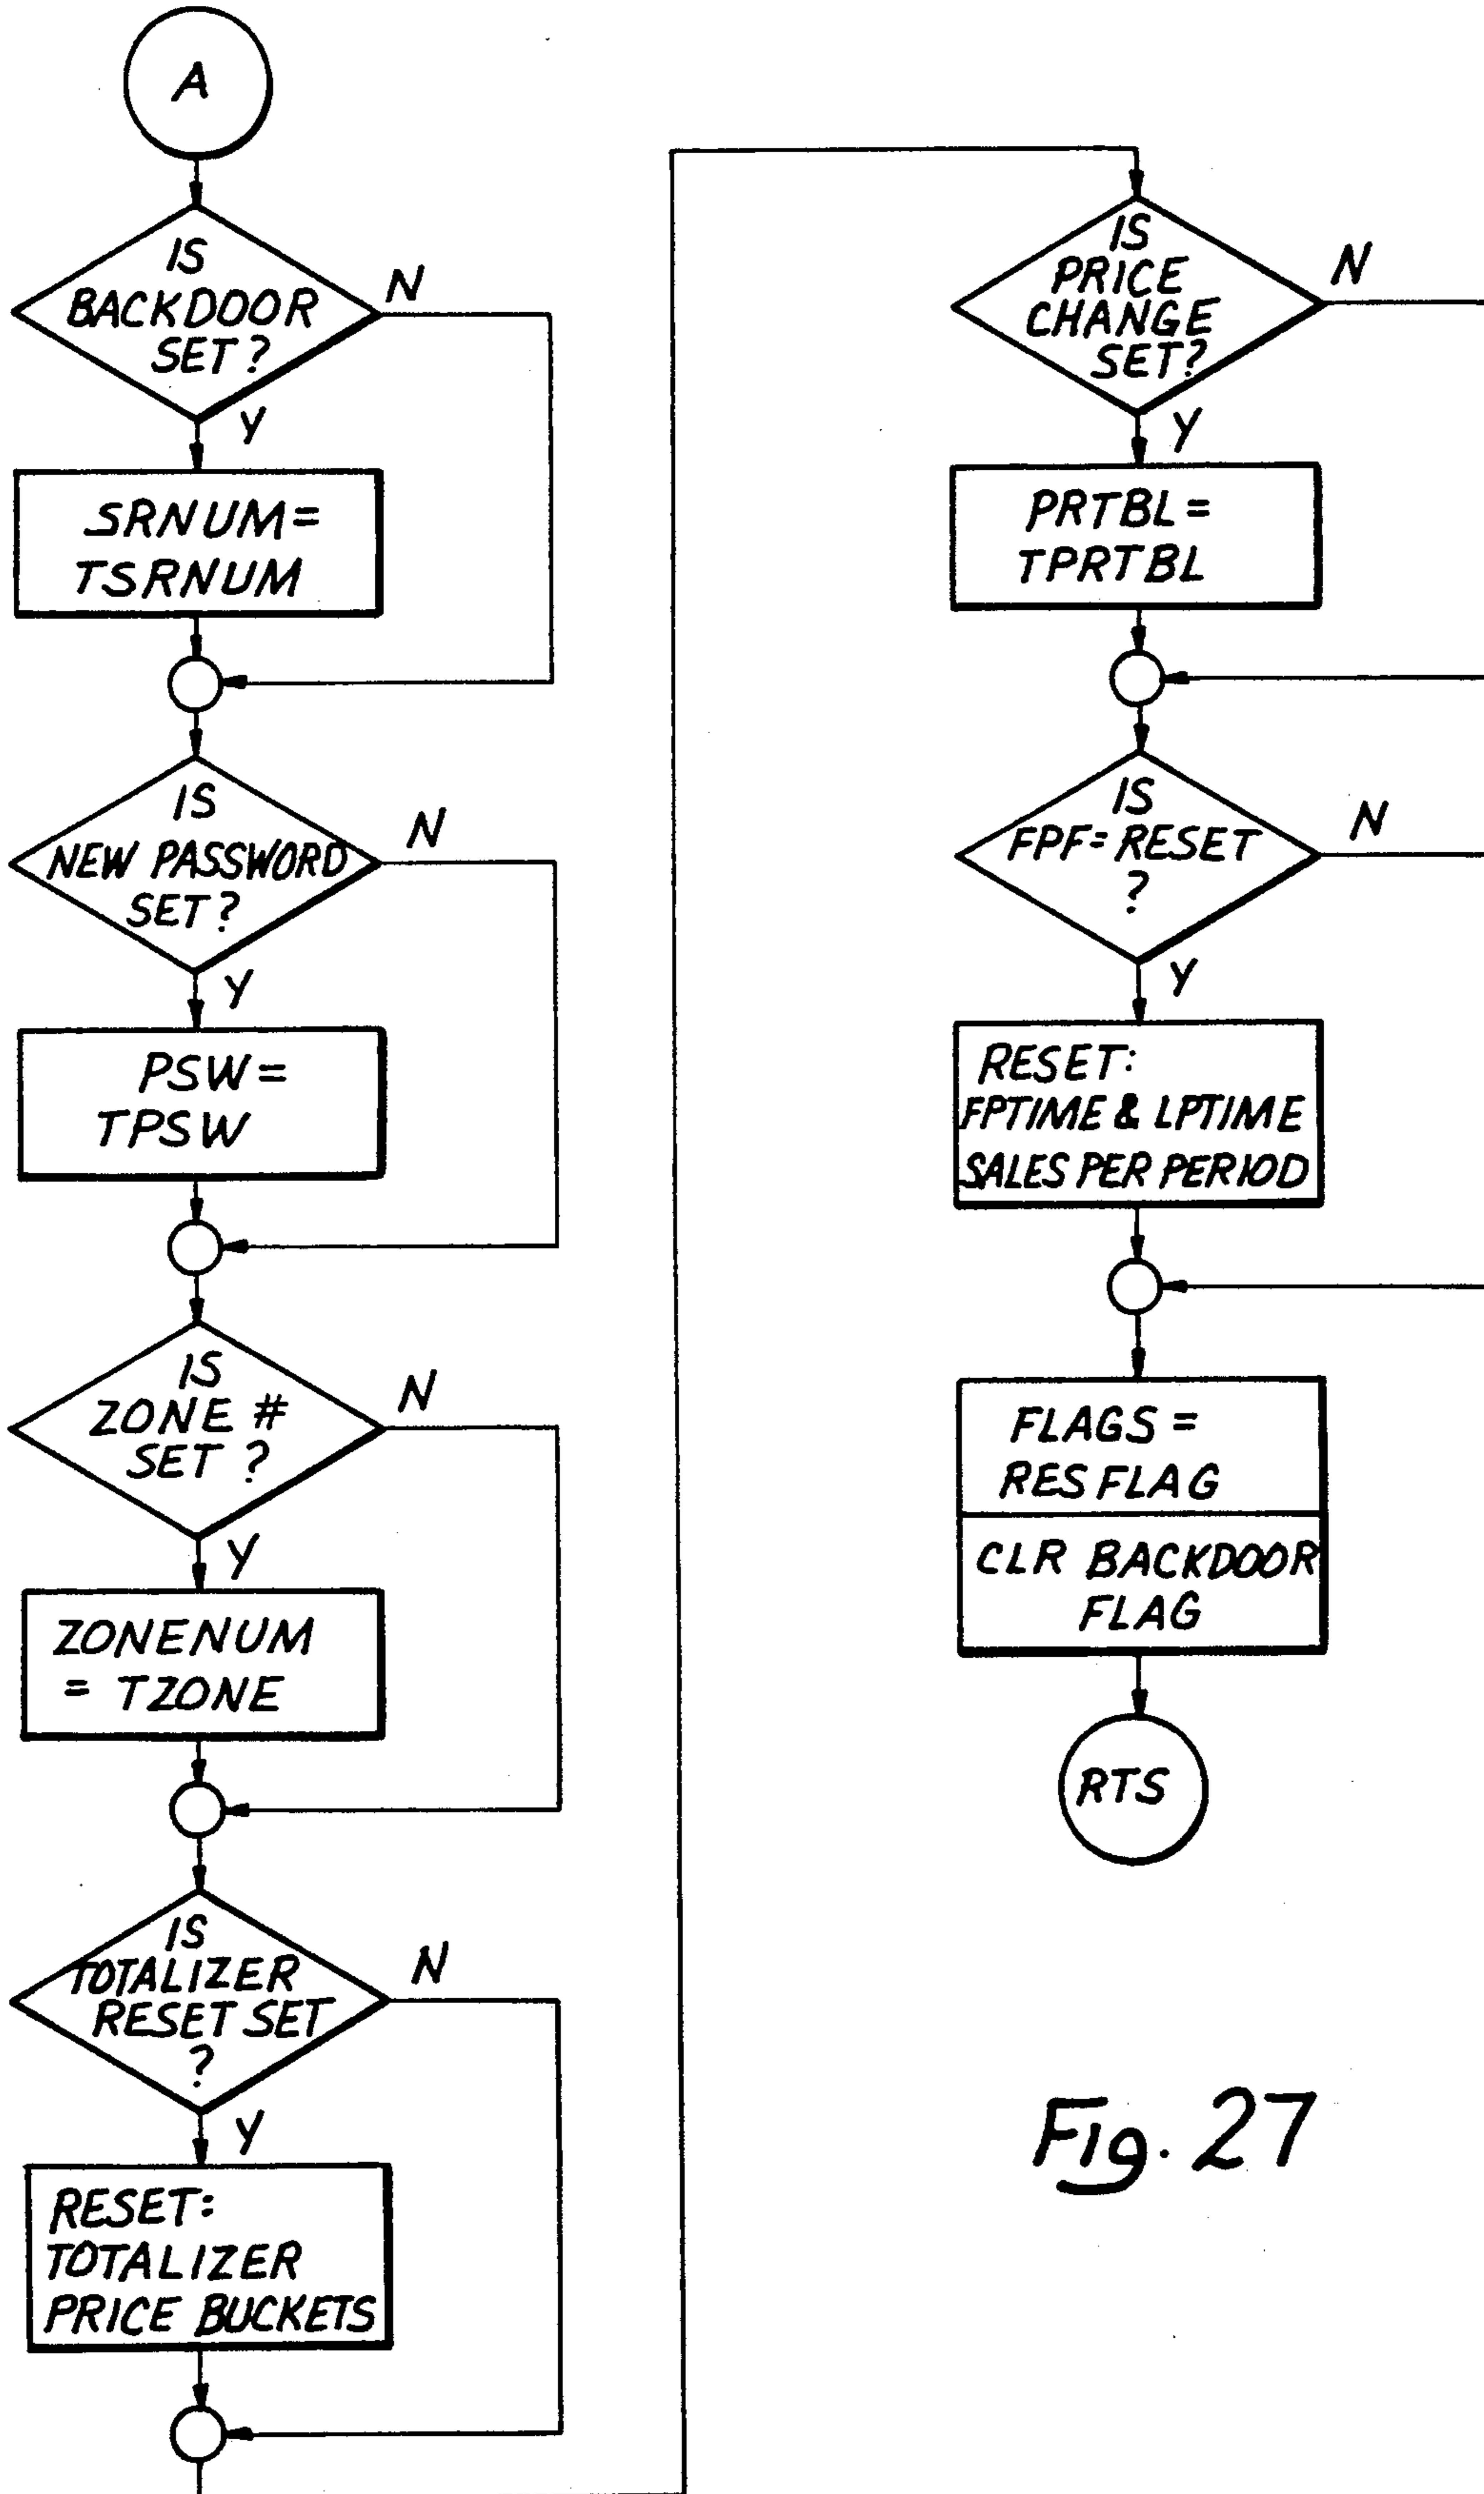 A
IS
BACKDOOR
SET?
N
Y
SRNUM=
TSRNUM
IS
NEW PASSWORD
SET?
N
Y
PSW=
TPSW
IS
ZONE #
SET?
N
Y
ZONENUM
= TZONE
IS
TOTALIZER
RESET SET
?
N
Y
RESET:
TOTALIZER
PRICE BUCKETS
IS
PRICE
CHANGE
SET?
N
Y
PRTBL=
TPRTBL
IS
FPF=RESET
?
N
Y
RESET:
FPTIME & LPTIME
SALES PER PERIOD
FLAGS =
RES FLAG
CLR BACKDOOR
FLAG
RTS
Fig. 27